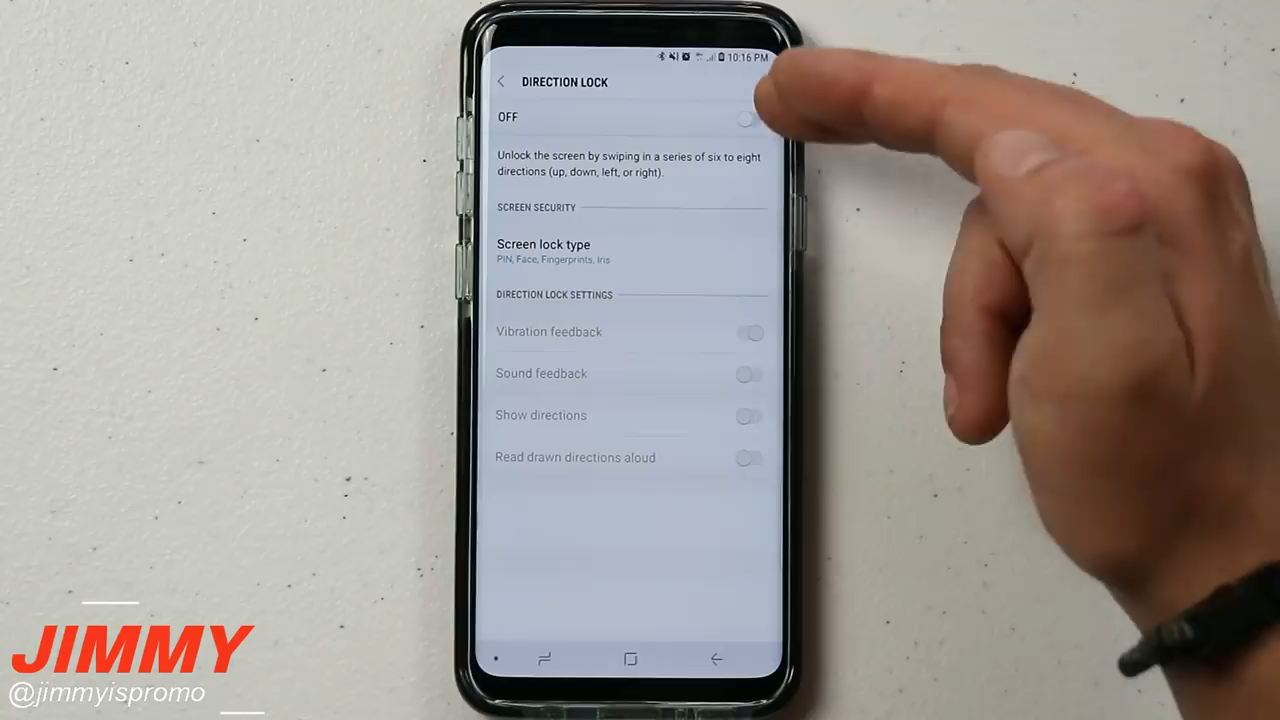 10:16 PM
DIRECTION LOCK
OFF
Unlock the screen by swiping in a series of six to eight
directions (up, down, left, or right).
SCREEN SECURITY
Screen lock type
PIN, Face, Fingerprints, Iris
DIRECTION LOCK SETTINGS
Vibration feedback
Sound feedback
Show directions
Read drawn directions aloud
JIMMY
@jimmyispromo